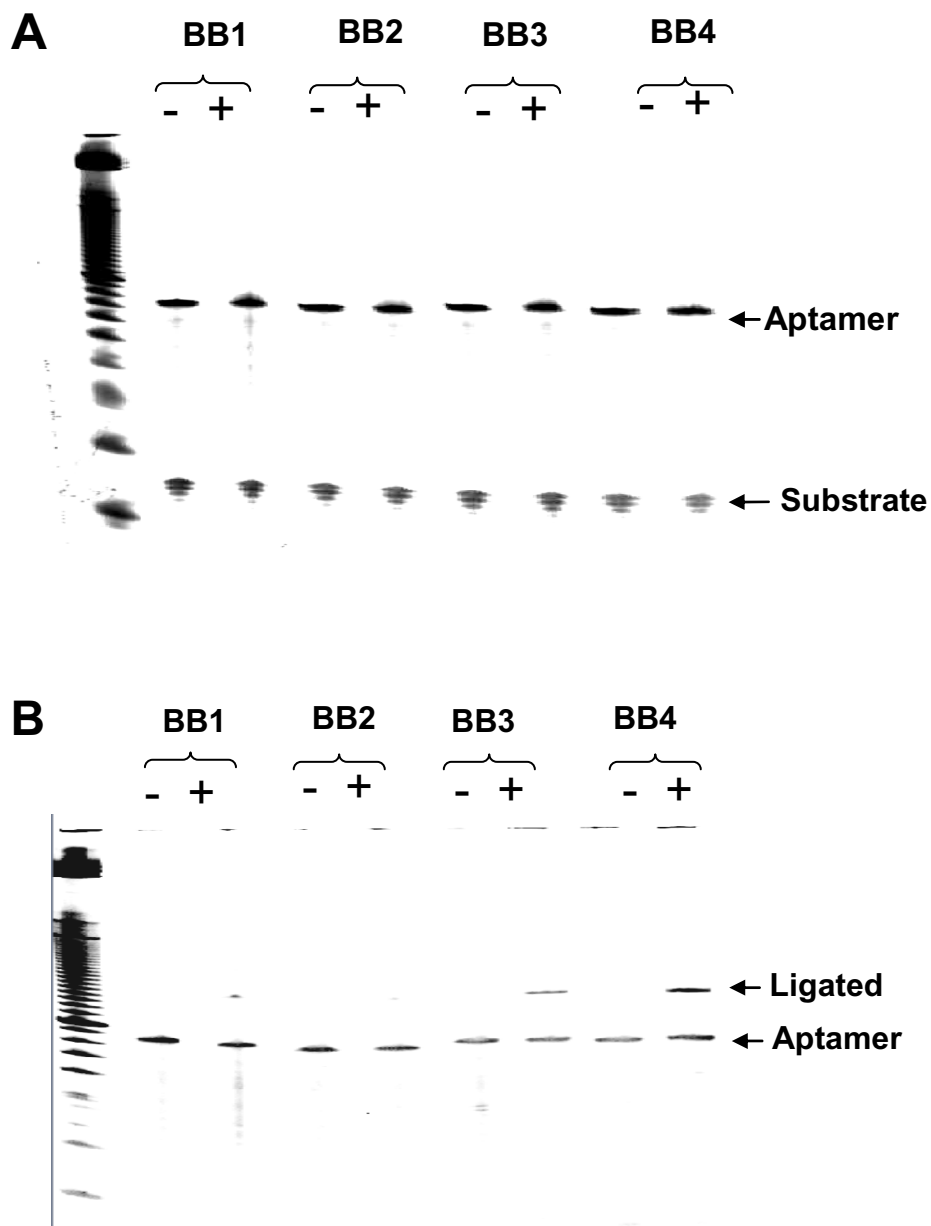 A
BB1 BB2 BB3 BB4
- + - + - + - +
Aptamer
Substrate
B
BB1 BB2 BB3 BB4
- + - + - + - +
Ligated
Aptamer